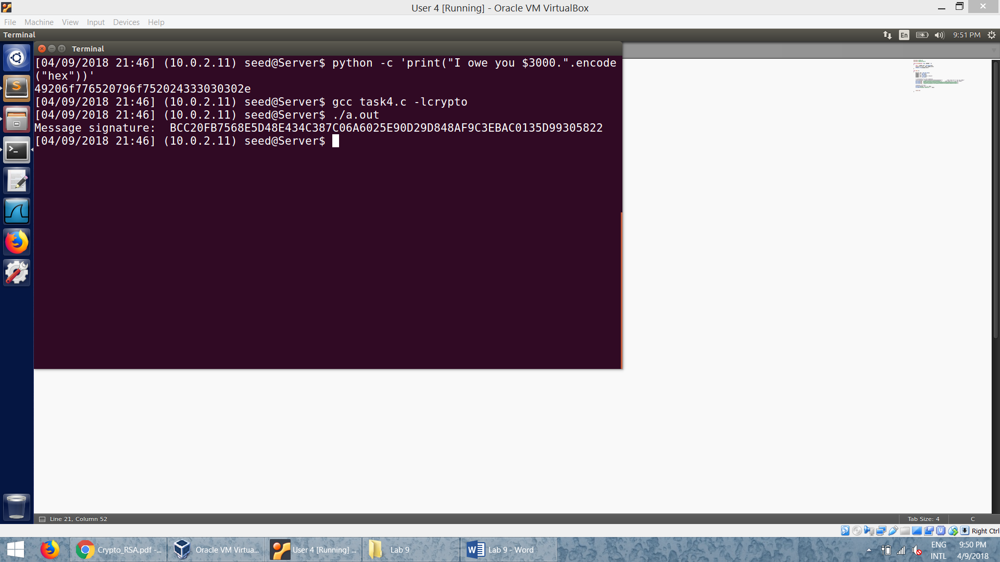 User 4 [Running] - Oracle VM VirtualBox
File Machine View Input Devices Help
Terminal En 9:51 PM
Terminal
[04/09/2018 21:46] (10.0.2.11) seed@Server$ python -c 'print("I owe you $3000.".encode
("hex"))'
49206f776520796f752024333030302e
[04/09/2018 21:46] (10.0.2.11) seed@Server$ gcc task4.c -lcrypto
[04/09/2018 21:46] (10.0.2.11) seed@Server$ ./a.out
Message signature:  BCC20FB7568E5D48E434C387C06A6025E90D29D848AF9C3EBAC0135D99305822
[04/09/2018 21:46] (10.0.2.11) seed@Server$
Line 21, Column 52 Tab Size: 4 C
Right Ctrl
Crypto_RSA.pdf -... Oracle VM Virtua... User 4 [Running] ... Lab 9 Lab 9 - Word
ENG 9:50 PM
INTL 4/9/2018